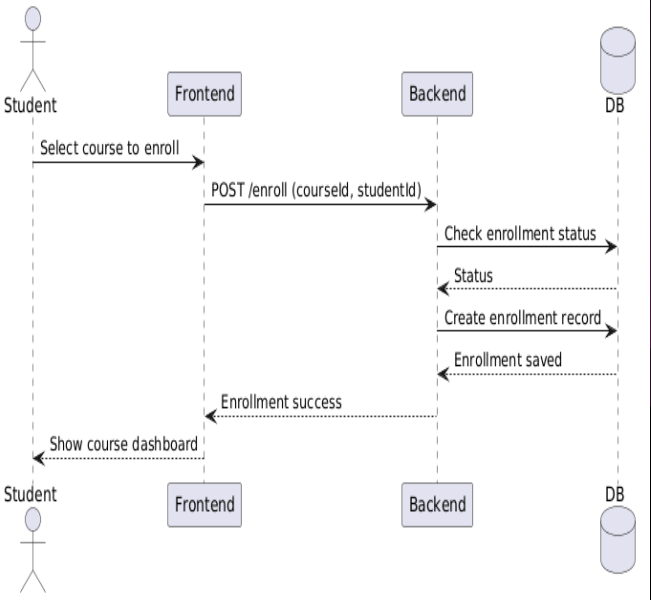 Student
Frontend
Backend
DB
Select course to enroll
POST /enroll (courseId, studentId)
Check enrollment status
Status
Create enrollment record
Enrollment saved
Enrollment success
Show course dashboard
Student
Frontend
Backend
DB